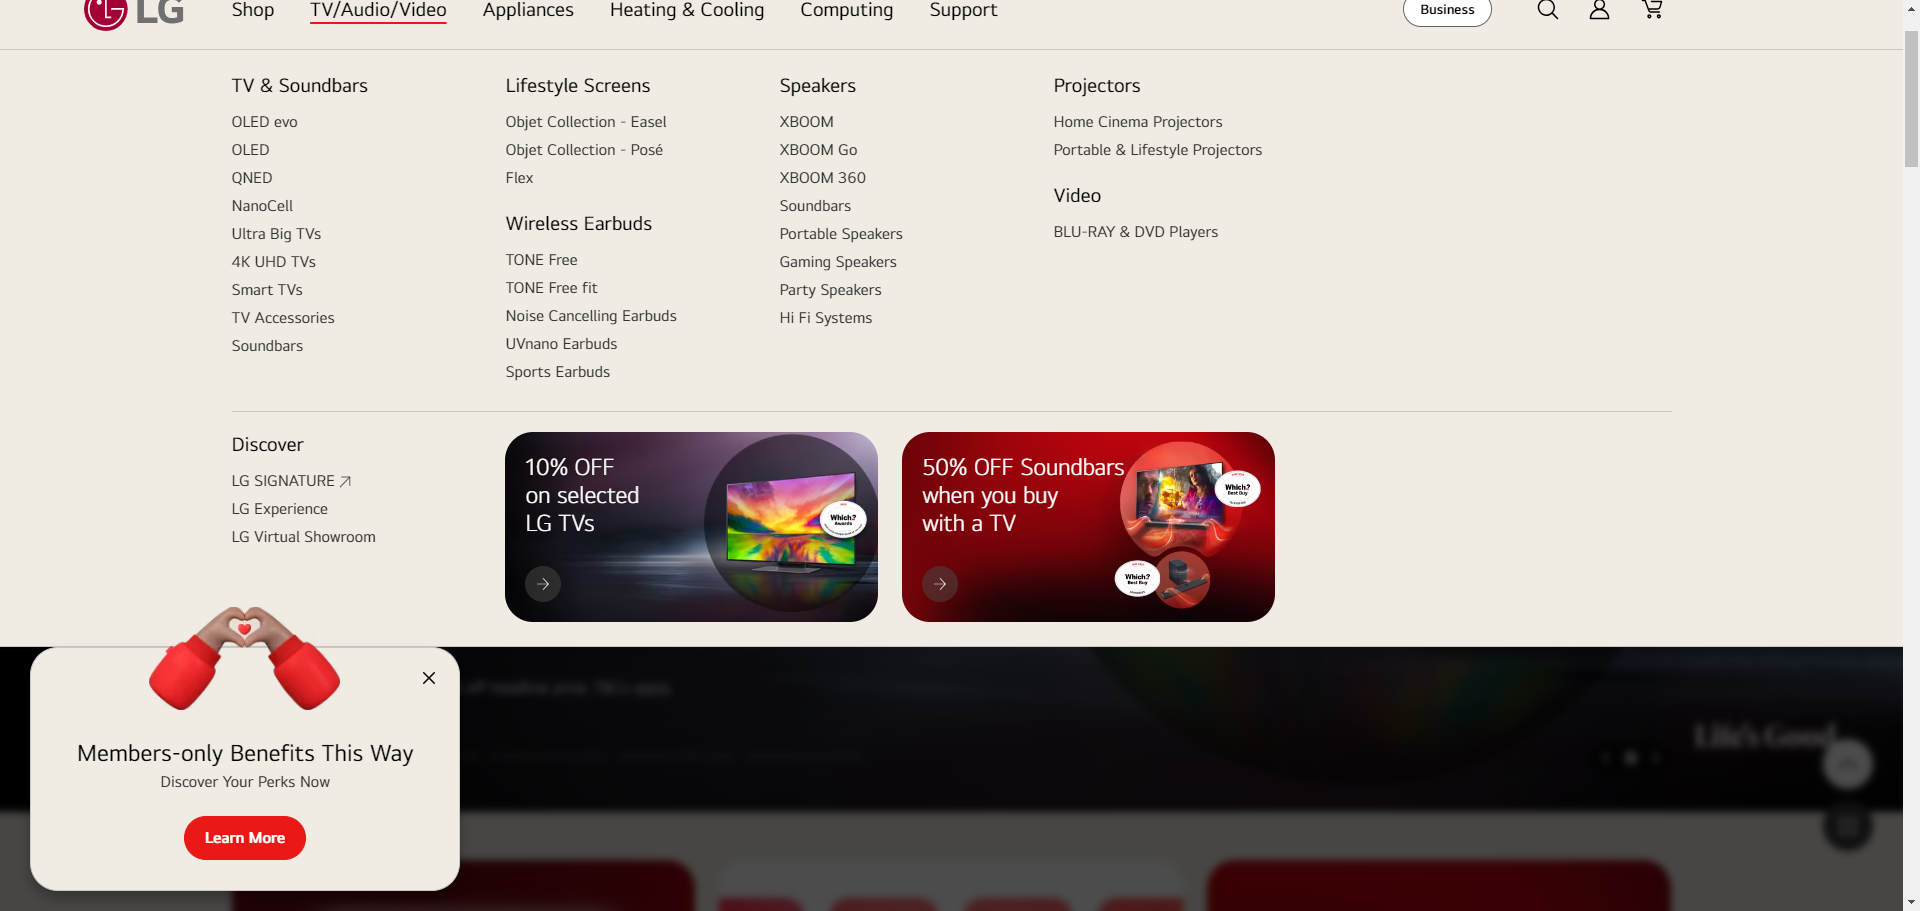 LG
Shop
TV/Audio/Video
Appliances
Heating & Cooling
Computing
Support
Business
TV & Soundbars
OLED evo
OLED
QNED
NanoCell
Ultra Big TVs
4K UHD TVs
Smart TVs
TV Accessories
Soundbars
Lifestyle Screens
Objet Collection - Easel
Objet Collection - Posé
Flex
Wireless Earbuds
TONE Free
TONE Free fit
Noise Cancelling Earbuds
UVnano Earbuds
Sports Earbuds
Speakers
XBOOM
XBOOM Go
XBOOM 360
Soundbars
Portable Speakers
Gaming Speakers
Party Speakers
Hi Fi Systems
Projectors
Home Cinema Projectors
Portable & Lifestyle Projectors
Video
BLU-RAY & DVD Players
Discover
LG SIGNATURE
LG Experience
LG Virtual Showroom
10% OFF
on selected
LG TVs
Which?
Awards
50% OFF Soundbars
when you buy
with a TV
Which?
Best Buy
Which?
Best Buy
Life's Good
Members-only Benefits This Way
Discover Your Perks Now
Learn More